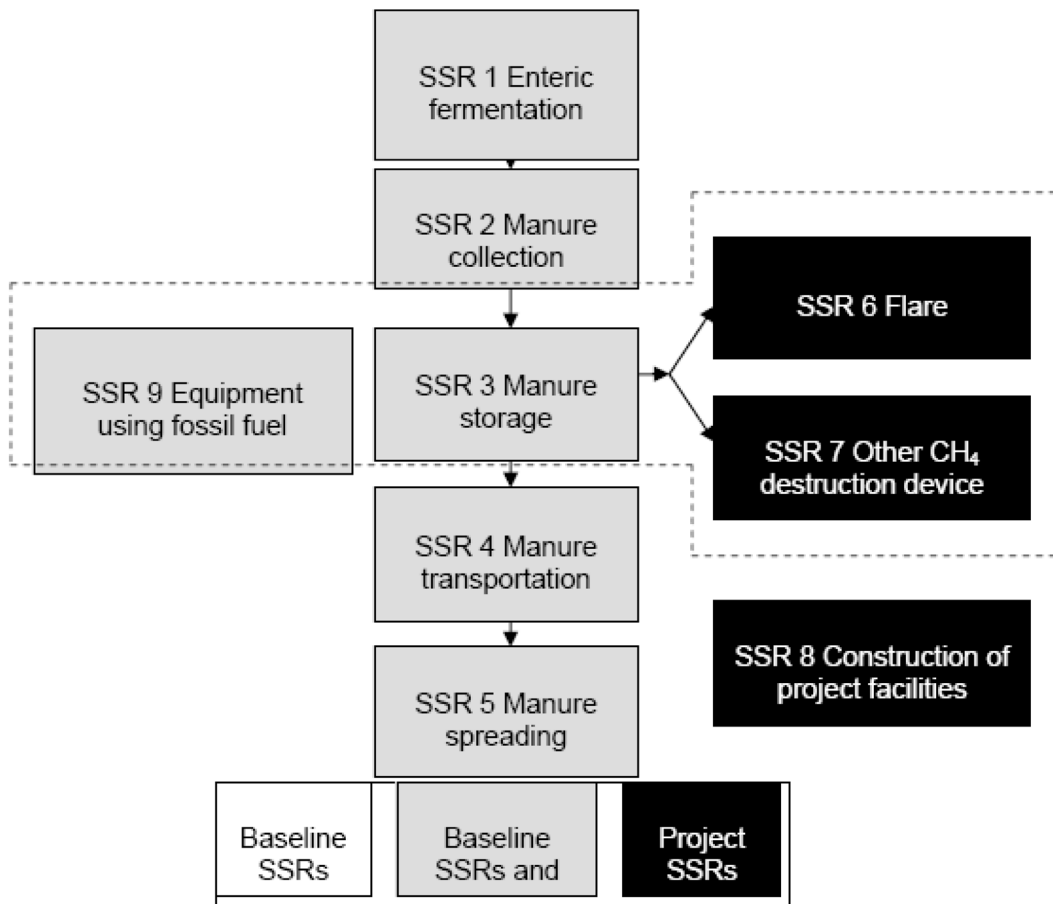 SSR 1 Enteric
fermentation
SSR 2 Manure
collection
SSR 6 Flare
SSR 9 Equipment
using fossil fuel
SSR 3 Manure
storage
SSR 7 Other CH₄
destruction device
SSR 4 Manure
transportation
SSR 8 Construction of
project facilities
SSR 5 Manure
spreading
Baseline
SSRs
Baseline
SSRs and
Project
SSRs